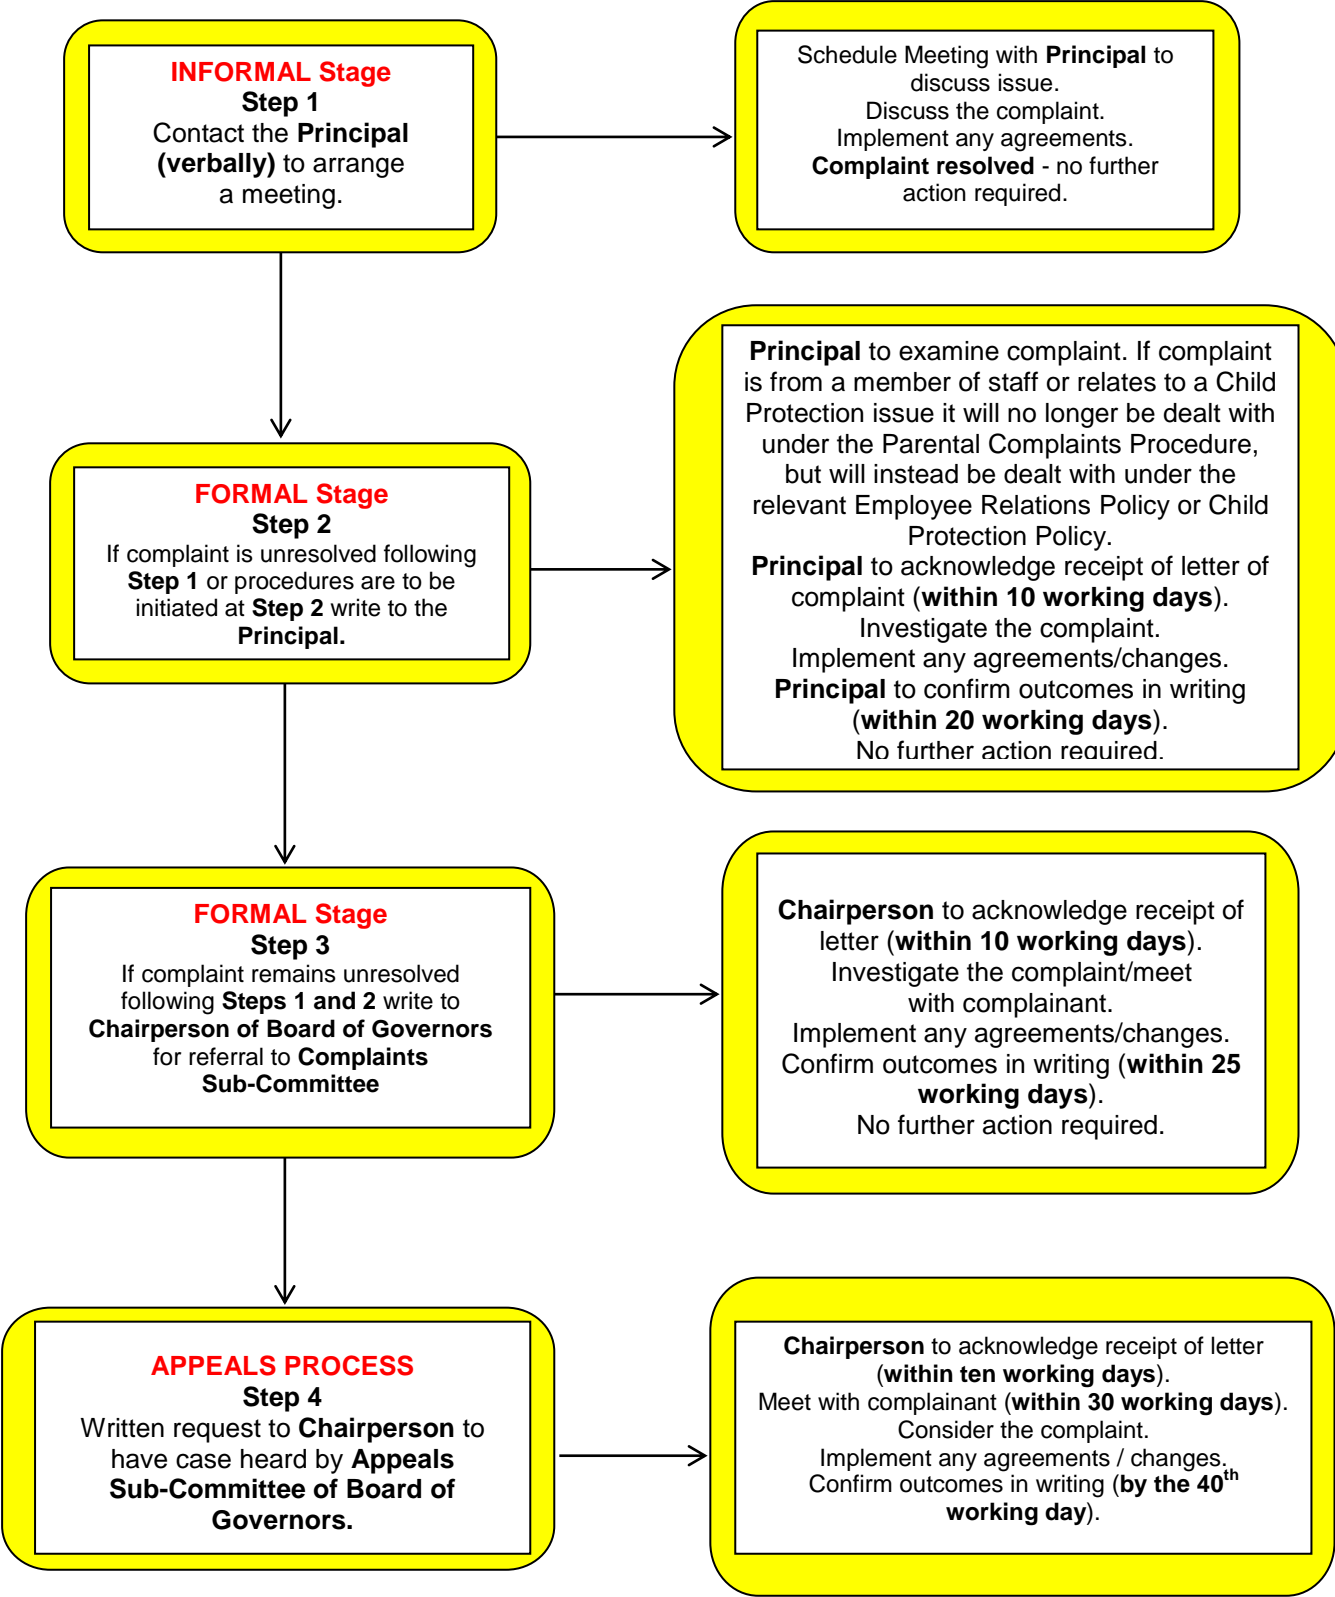 INFORMAL Stage
Step 1
Contact the Principal
(verbally) to arrange
a meeting.
Schedule Meeting with Principal to
discuss issue.
Discuss the complaint.
Implement any agreements.
Complaint resolved - no further
action required.
FORMAL Stage
Step 2
If complaint is unresolved following
Step 1 or procedures are to be
initiated at Step 2 write to the
Principal.
Principal to examine complaint. If complaint
is from a member of staff or relates to a Child
Protection issue it will no longer be dealt with
under the Parental Complaints Procedure,
but will instead be dealt with under the
relevant Employee Relations Policy or Child
Protection Policy.
Principal to acknowledge receipt of letter of
complaint (within 10 working days).
Investigate the complaint.
Implement any agreements/changes.
Principal to confirm outcomes in writing
(within 20 working days).
No further action required.
FORMAL Stage
Step 3
If complaint remains unresolved
following Steps 1 and 2 write to
Chairperson of Board of Governors
for referral to Complaints
Sub-Committee
Chairperson to acknowledge receipt of
letter (within 10 working days).
Investigate the complaint/meet
with complainant.
Implement any agreements/changes.
Confirm outcomes in writing (within 25
working days).
No further action required.
APPEALS PROCESS
Step 4
Written request to Chairperson to
have case heard by Appeals
Sub-Committee of Board of
Governors.
Chairperson to acknowledge receipt of letter
(within ten working days).
Meet with complainant (within 30 working days).
Consider the complaint.
Implement any agreements / changes.
Confirm outcomes in writing (by the 40th
working day).